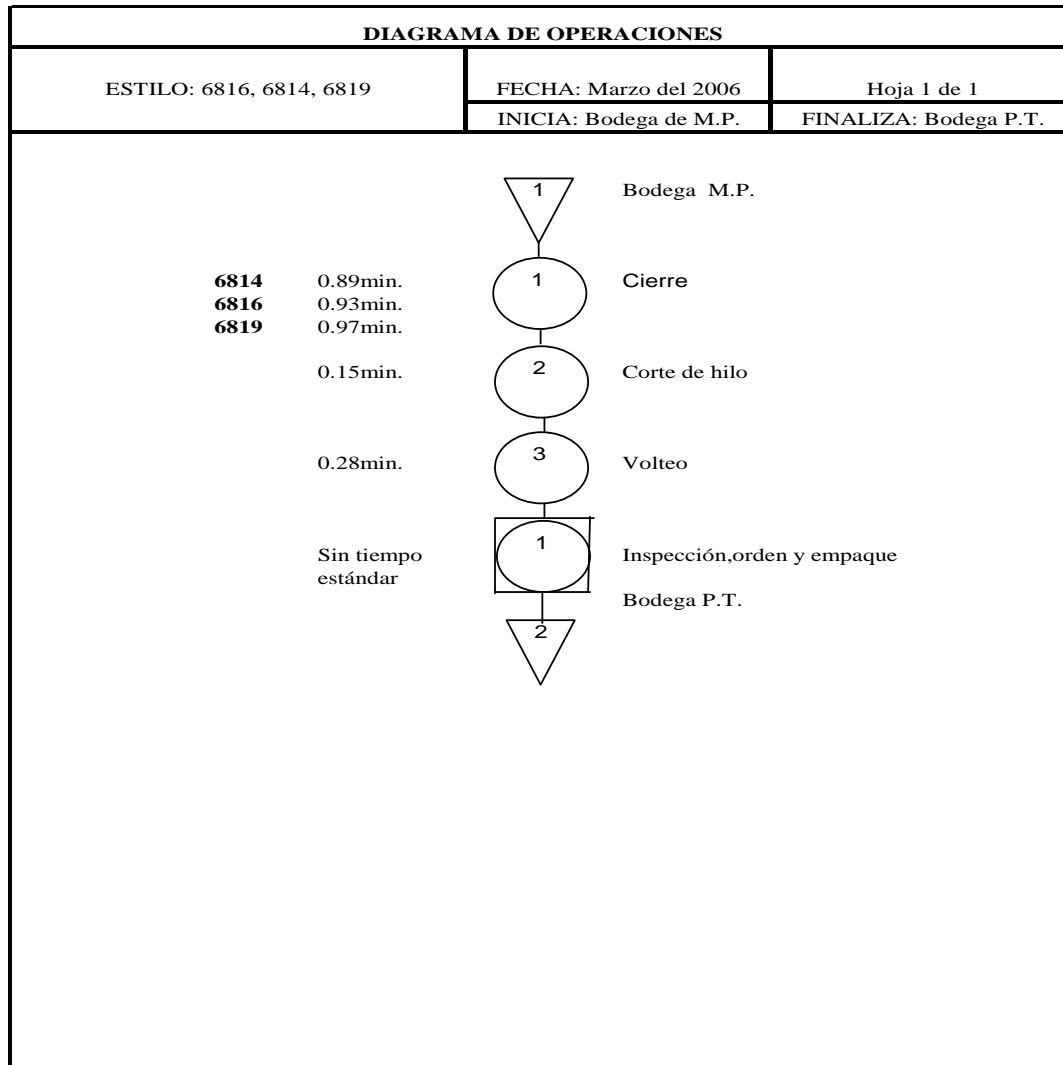 DIAGRAMA DE OPERACIONES
ESTILO: 6816, 6814, 6819
FECHA: Marzo del 2006
Hoja 1 de 1
INICIA: Bodega de M.P.
FINALIZA: Bodega P.T.
1 Bodega M.P.
6814 0.89min. 1 Cierre
6816 0.93min.
6819 0.97min.
0.15min. 2 Corte de hilo
0.28min. 3 Volteo
1
Sin tiempo Inspección,orden y empaque
estándar
Bodega P.T.
2